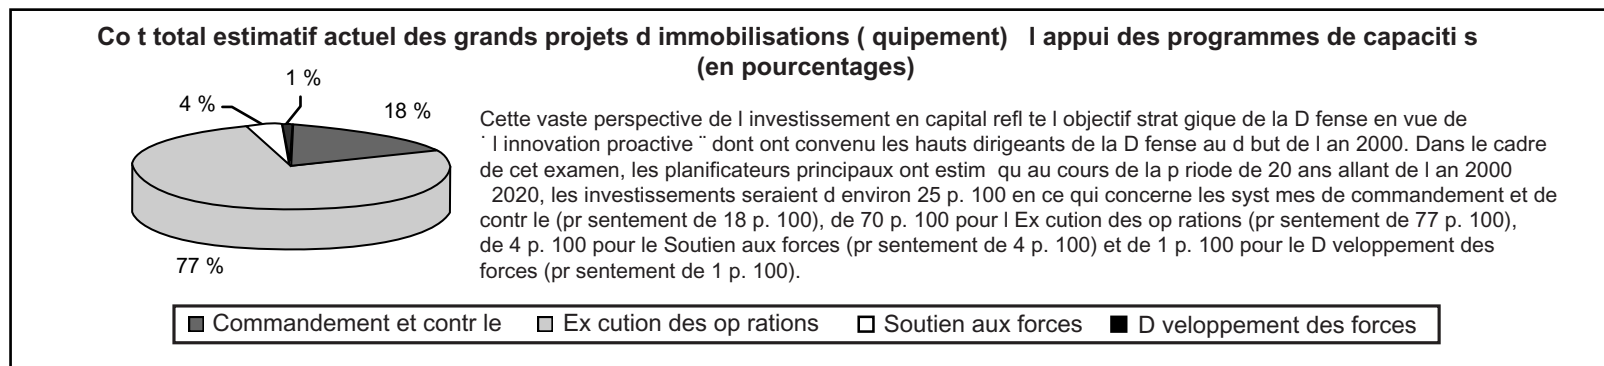 Co t total estimatif actuel des grands projets d immobilisations ( quipement) l appui des programmes de capaciti s
(en pourcentages)
1 %
4 %
18 %
77 %
Cette vaste perspective de l investissement en capital refl te l objectif strat gique de la D fense en vue de
˙ l innovation proactive ¨ dont ont convenu les hauts dirigeants de la D fense au d but de l an 2000. Dans le cadre
de cet examen, les planificateurs principaux ont estim qu au cours de la p riode de 20 ans allant de l an 2000
2020, les investissements seraient d environ 25 p. 100 en ce qui concerne les syst mes de commandement et de
contr le (pr sentement de 18 p. 100), de 70 p. 100 pour l Ex cution des op rations (pr sentement de 77 p. 100),
de 4 p. 100 pour le Soutien aux forces (pr sentement de 4 p. 100) et de 1 p. 100 pour le D veloppement des
forces (pr sentement de 1 p. 100).
Commandement et contr le Ex cution des op rations Soutien aux forces D veloppement des forces